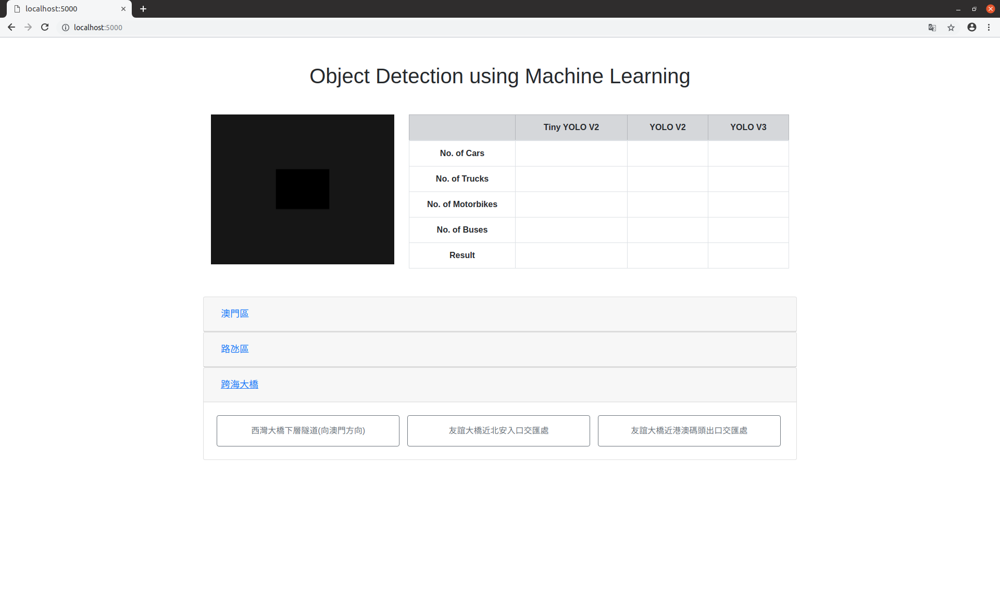 localhost:5000
localhost:5000
Object Detection using Machine Learning
Tiny YOLO V2 YOLO V2 YOLO V3
No. of Cars
No. of Trucks
No. of Motorbikes
No. of Buses
Result
澳門區
路氹區
跨海大橋
西灣大橋下層隧道(向澳門方向) 友誼大橋近北安入口交匯處 友誼大橋近港澳碼頭出口交匯處